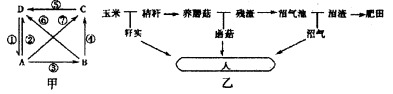 D ⑤ C
① ② ⑥ ⑦ ④
A ③ B
甲
玉米 秸秆 养蘑菇 残渣 沼气池 沼渣 肥田
籽实 蘑菇 沼气
人
乙